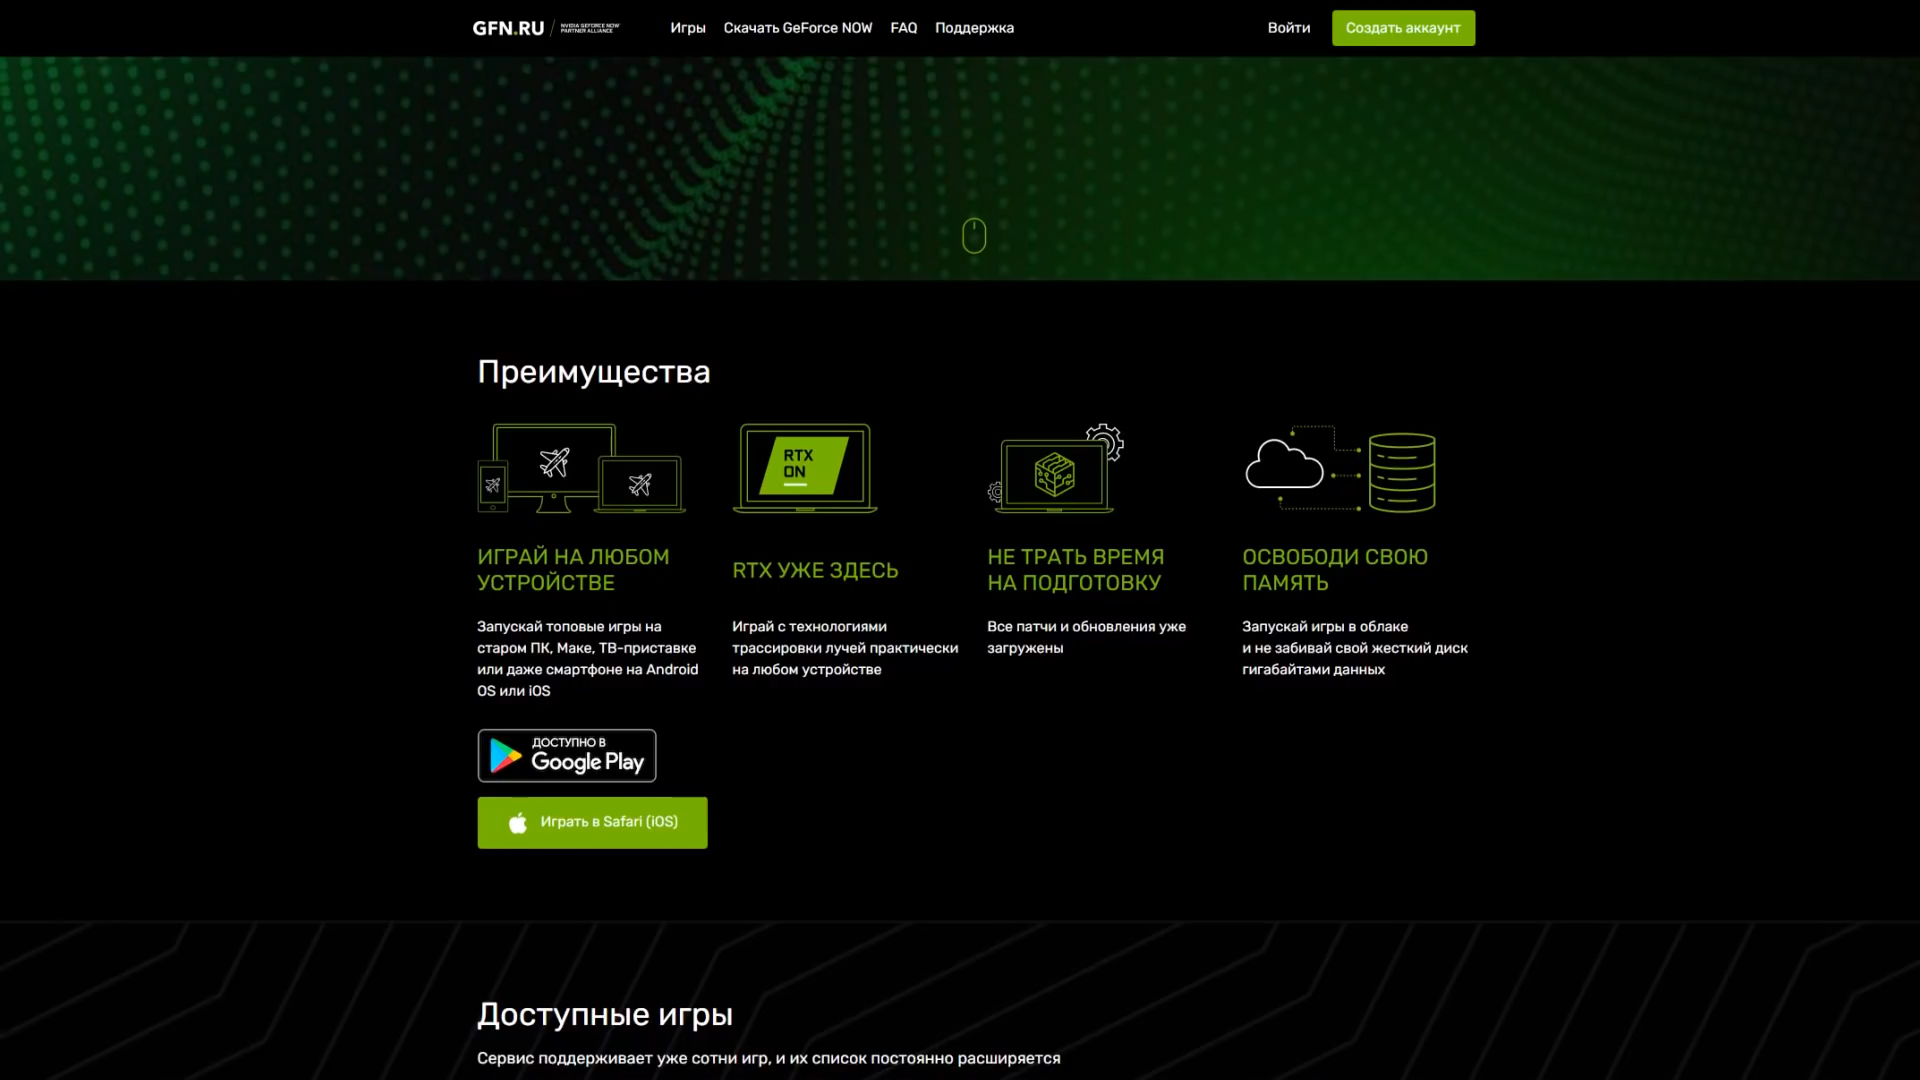 GFN.RU
NVIDIA GEFORCE NOW
PARTNER ALLIANCE
Игры
Скачать GeForce NOW
FAQ
Поддержка
Войти
Создать аккаунт
Преимущества
RTX
ON
ИГРАЙ НА ЛЮБОМ
УСТРОЙСТВЕ
Запускай топовые игры на
старом ПК, Маке, ТВ-приставке
или даже смартфоне на Android
OS или iOS
ДОСТУПНО В
Google Play
Играть в Safari (iOS)
RTX УЖЕ ЗДЕСЬ
Играй с технологиями
трассировки лучей практически
на любом устройстве
НЕ ТРАТЬ ВРЕМЯ
НА ПОДГОТОВКУ
Все патчи и обновления уже
загружены
ОСВОБОДИ СВОЮ
ПАМЯТЬ
Запускай игры в облаке
и не забивай свой жесткий диск
гигабайтами данных
Доступные игры
Сервис поддерживает уже сотни игр, и их список постоянно расширяется